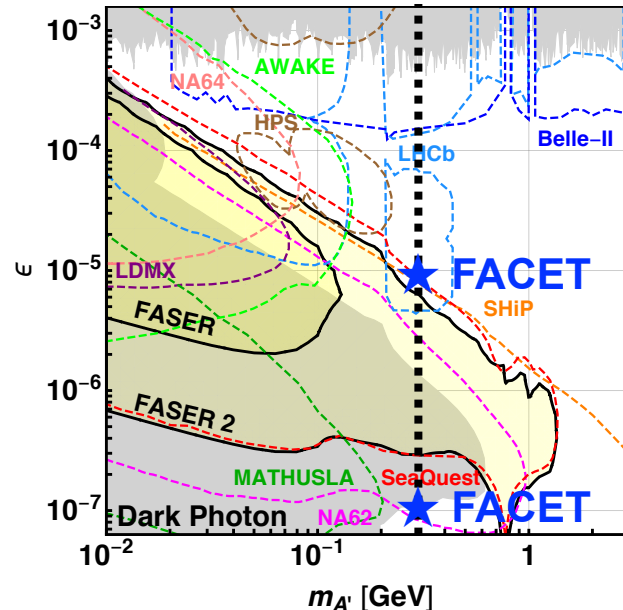 10⁻³
AWAKE
NA64
HPS
10⁻⁴
LHCb
Belle–II
ϵ
10⁻⁵
LDMX
FACET
SHiP
FASER
10⁻⁶
FASER 2
MATHUSLA
SeaQuest
10⁻⁷
Dark Photon
NA62
FACET
10⁻² 10⁻¹ 1
m_A' [GeV]